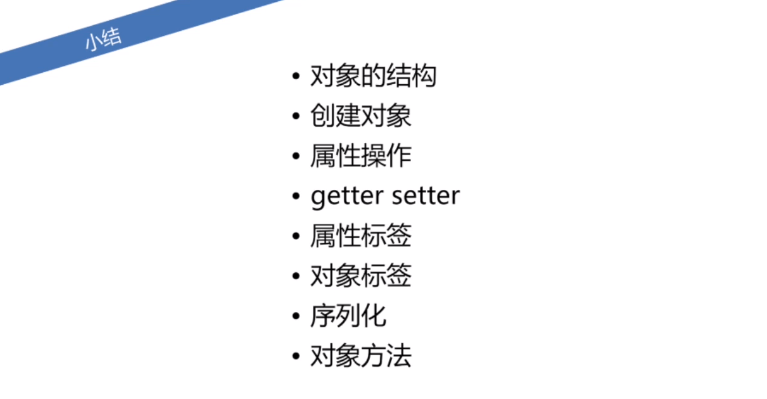 小结
• 对象的结构
• 创建对象
• 属性操作
• getter setter
• 属性标签
• 对象标签
• 序列化
• 对象方法